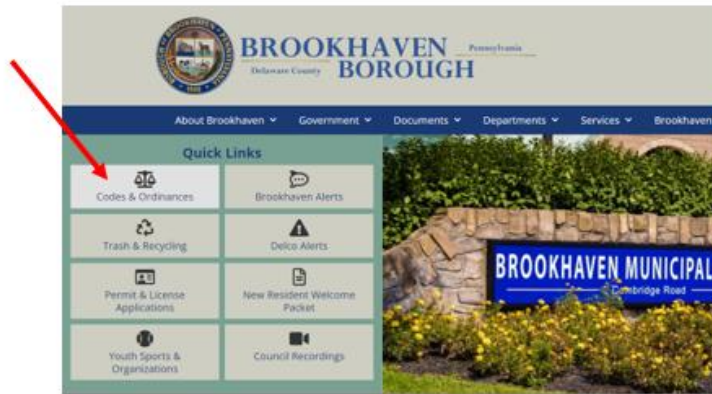 BROOKHAVEN Pennsylvania
Delaware County BOROUGH
About Brookhaven Government Documents Departments Services Brookhaven
Quick Links
Codes & Ordinances
Brookhaven Alerts
Trash & Recycling
Delco Alerts
Permit & License
Applications
New Resident Welcome
Packet
Youth Sports &
Organizations
Council Recordings
BROOKHAVEN MUNICIPAL
Cambridge Road